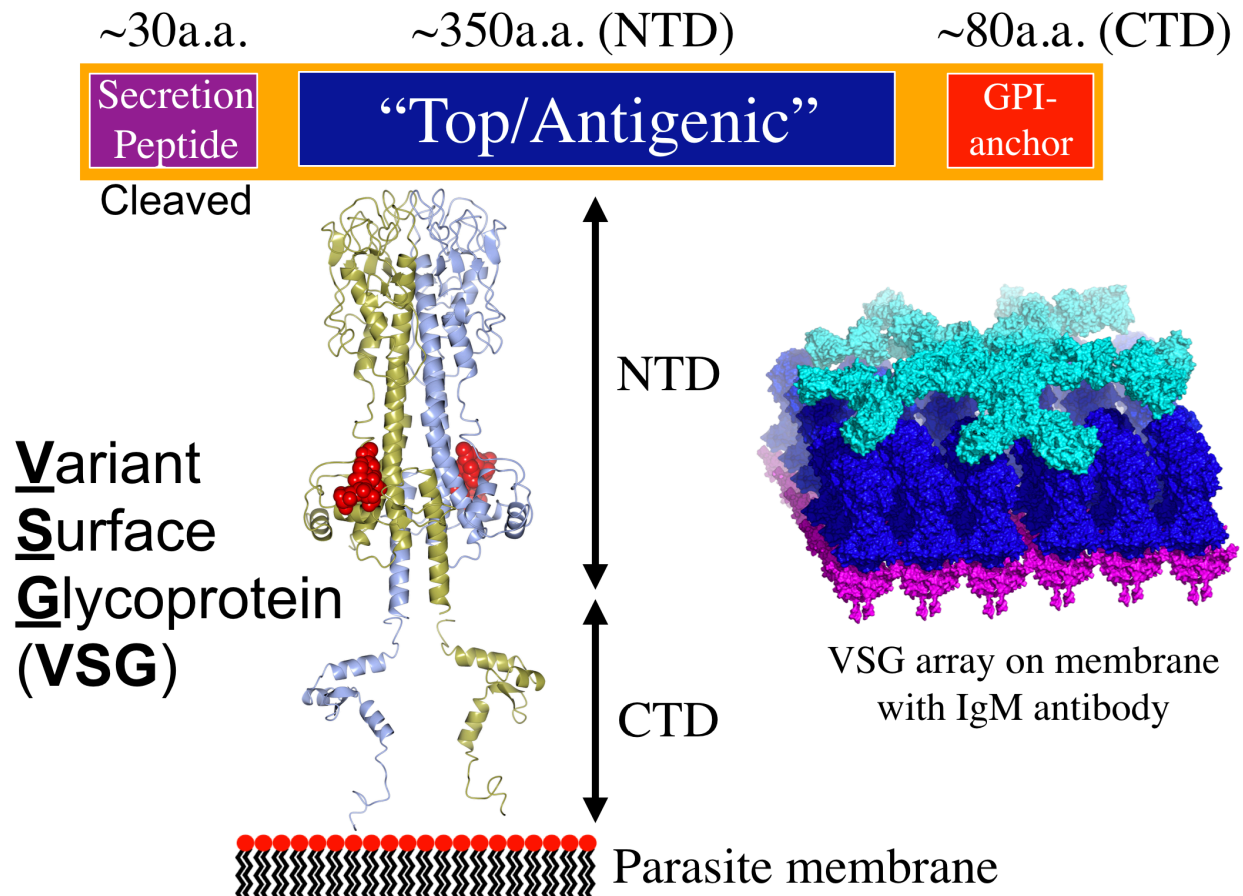 ~30a.a.
~350a.a. (NTD)
~80a.a. (CTD)
Secretion
Peptide
“Top/Antigenic”
GPI-
anchor
Cleaved
NTD
Variant
Surface
Glycoprotein
(VSG)
VSG array on membrane
with IgM antibody
CTD
Parasite membrane